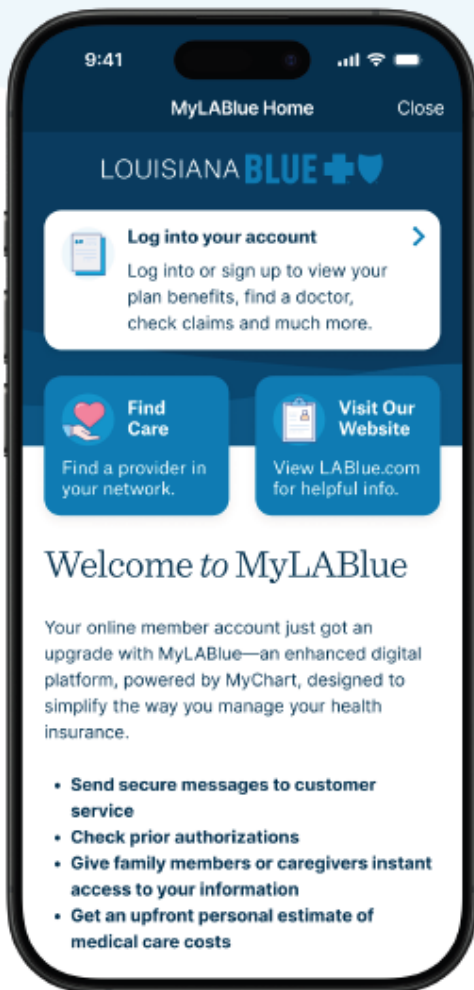 9:41
MyLABlue Home Close
LOUISIANA BLUE
Log into your account
Log into or sign up to view your
plan benefits, find a doctor,
check claims and much more.
Find
Care
Find a provider in
your network.
Visit Our
Website
View LABlue.com
for helpful info.
Welcome to MyLABlue
Your online member account just got an
upgrade with MyLABlue—an enhanced digital
platform, powered by MyChart, designed to
simplify the way you manage your health
insurance.
• Send secure messages to customer
service
• Check prior authorizations
• Give family members or caregivers instant
access to your information
• Get an upfront personal estimate of
medical care costs